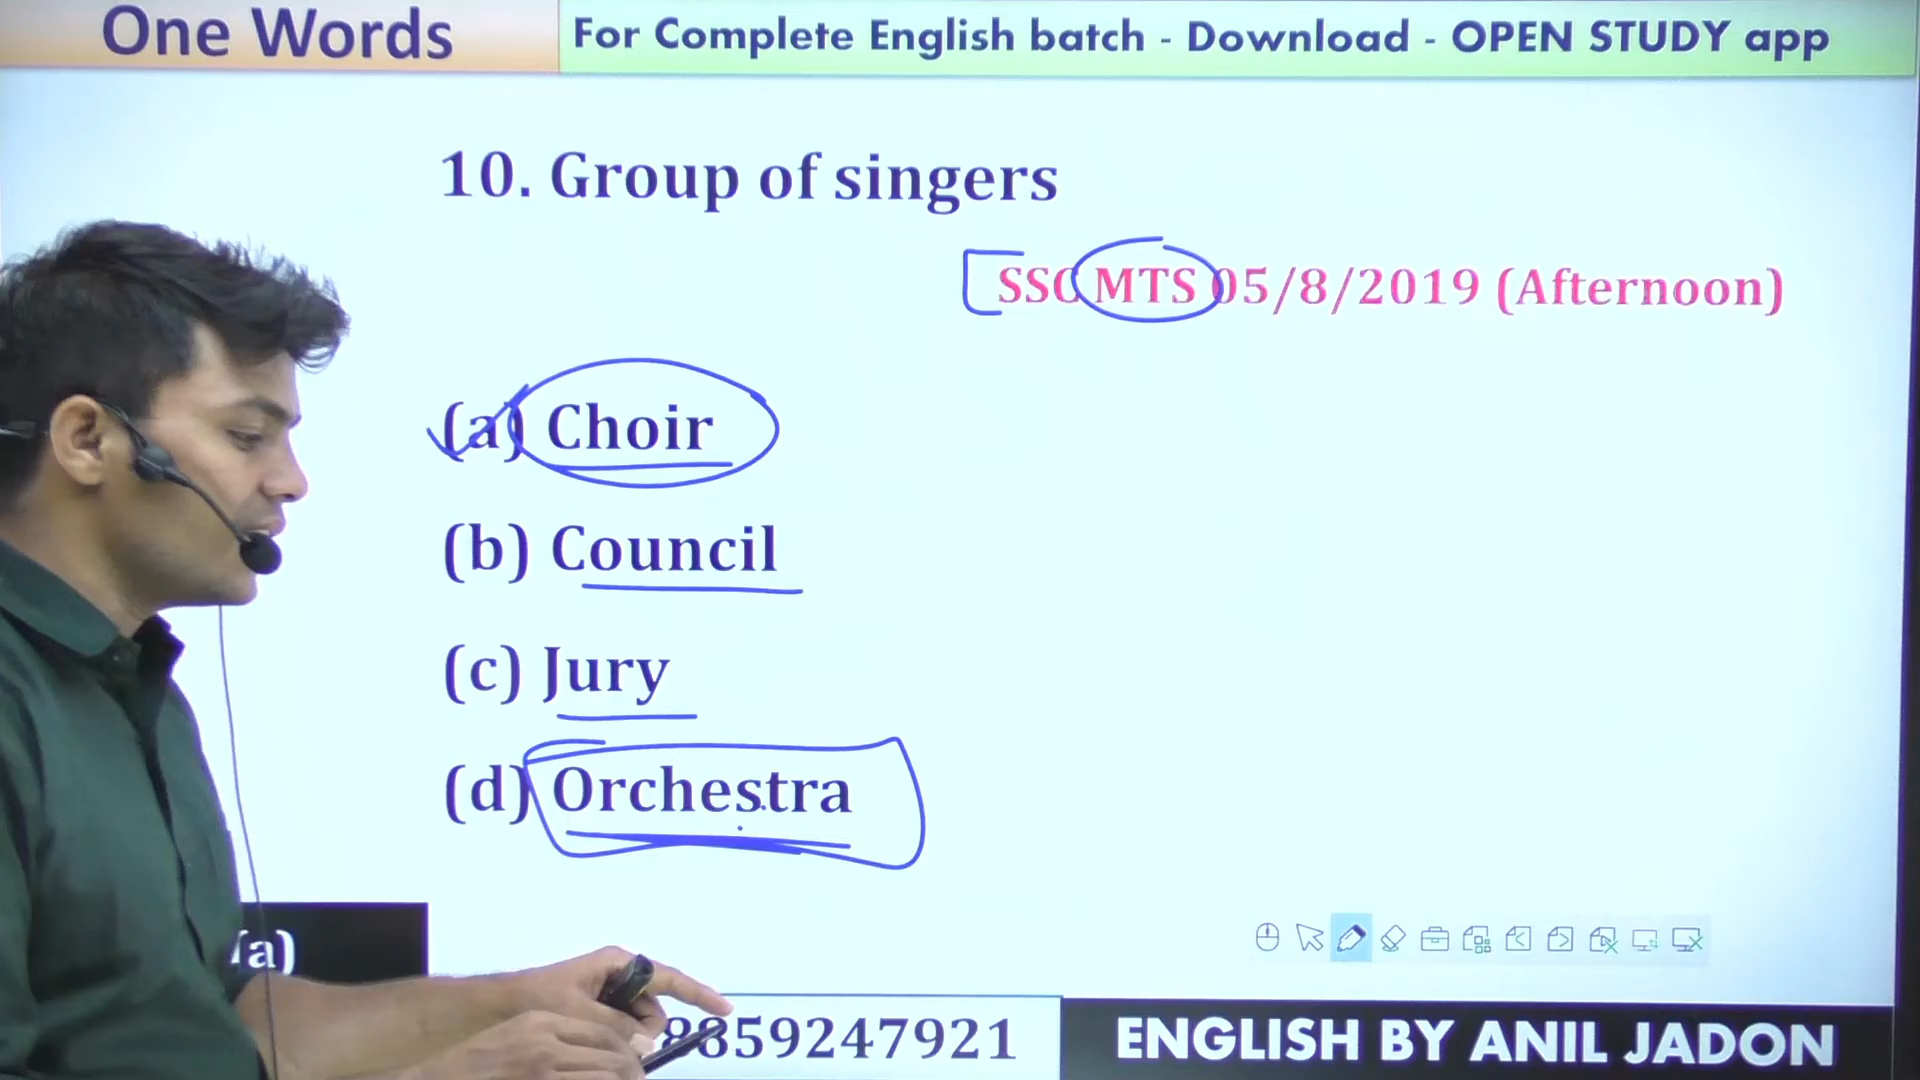 One Words
For Complete English batch - Download - OPEN STUDY app
10. Group of singers
SSC MTS 05/8/2019 (Afternoon)
(a) Choir
(b) Council
(c) Jury
(d) Orchestra
(a)
8859247921
ENGLISH BY ANIL JADON